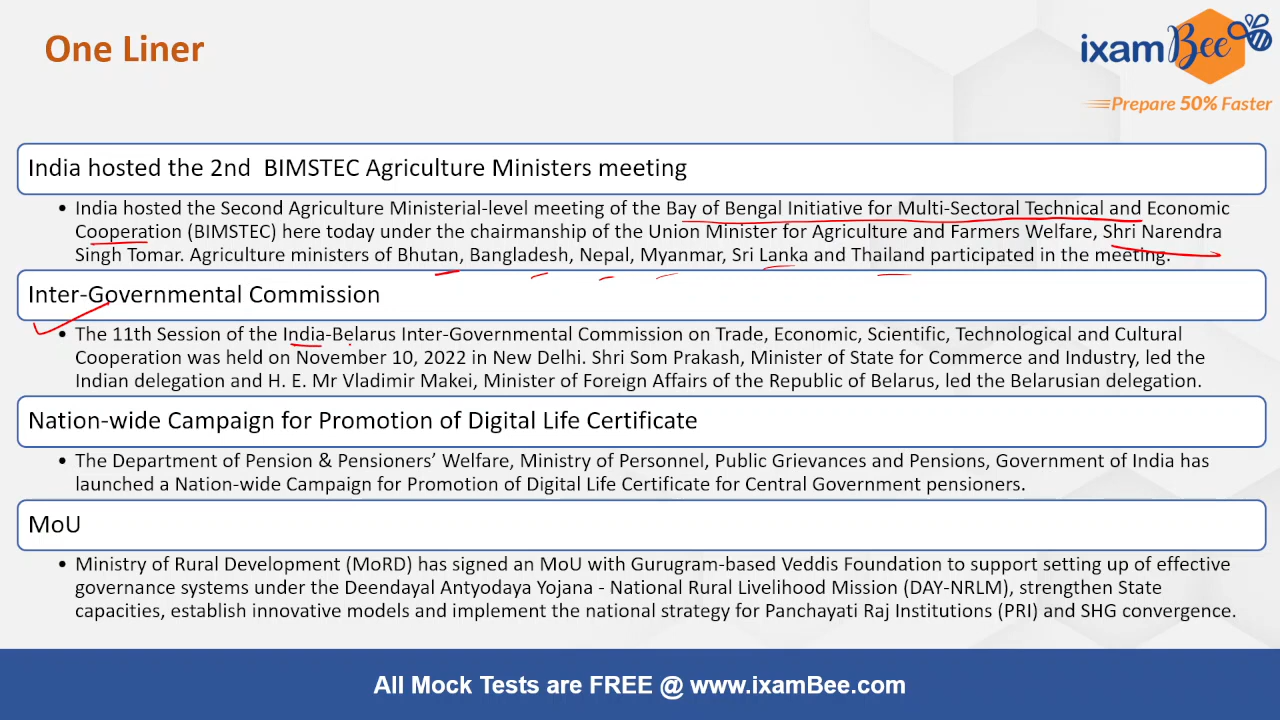 One Liner
ixamBee
Prepare 50% Faster
India hosted the 2nd BIMSTEC Agriculture Ministers meeting
• India hosted the Second Agriculture Ministerial-level meeting of the Bay of Bengal Initiative for Multi-Sectoral Technical and Economic
Cooperation (BIMSTEC) here today under the chairmanship of the Union Minister for Agriculture and Farmers Welfare, Shri Narendra
Singh Tomar. Agriculture ministers of Bhutan, Bangladesh, Nepal, Myanmar, Sri Lanka and Thailand participated in the meeting.
Inter-Governmental Commission
• The 11th Session of the India-Belarus Inter-Governmental Commission on Trade, Economic, Scientific, Technological and Cultural
Cooperation was held on November 10, 2022 in New Delhi. Shri Som Prakash, Minister of State for Commerce and Industry, led the
Indian delegation and H. E. Mr Vladimir Makei, Minister of Foreign Affairs of the Republic of Belarus, led the Belarusian delegation.
Nation-wide Campaign for Promotion of Digital Life Certificate
• The Department of Pension & Pensioners’ Welfare, Ministry of Personnel, Public Grievances and Pensions, Government of India has
launched a Nation-wide Campaign for Promotion of Digital Life Certificate for Central Government pensioners.
MoU
• Ministry of Rural Development (MoRD) has signed an MoU with Gurugram-based Veddis Foundation to support setting up of effective
governance systems under the Deendayal Antyodaya Yojana - National Rural Livelihood Mission (DAY-NRLM), strengthen State
capacities, establish innovative models and implement the national strategy for Panchayati Raj Institutions (PRI) and SHG convergence.
All Mock Tests are FREE @ www.ixamBee.com